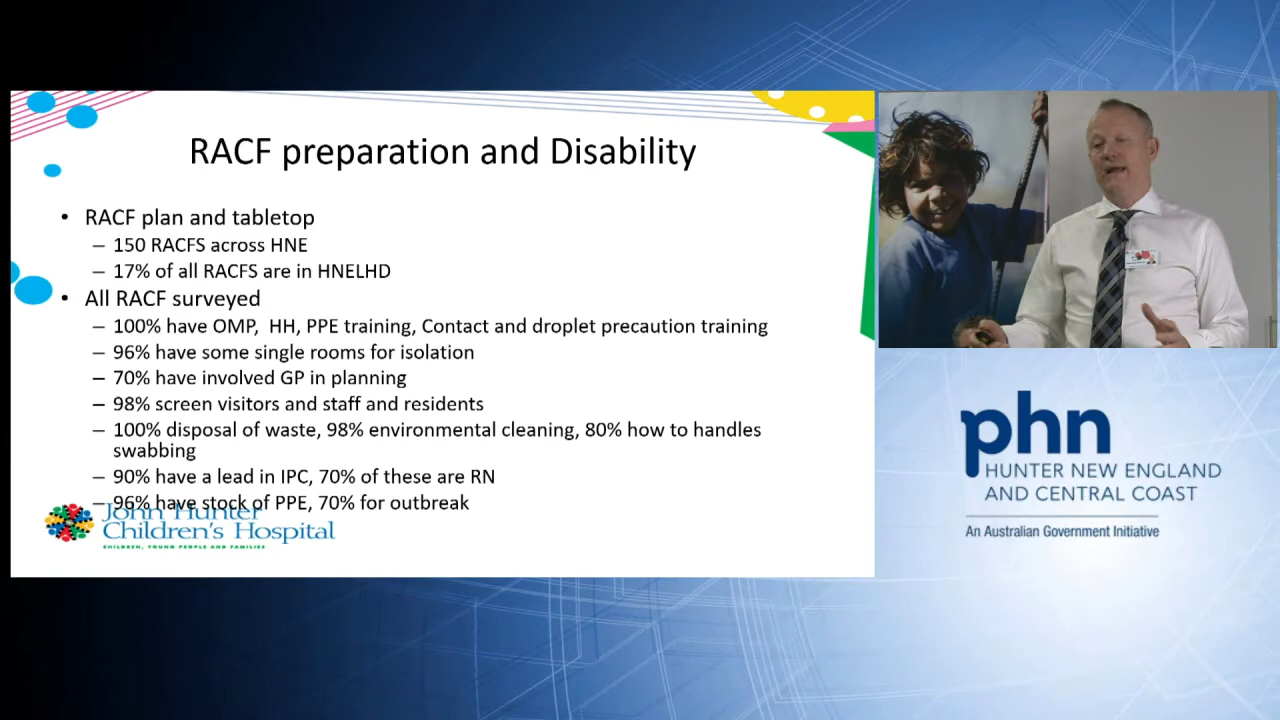 RACF preparation and Disability
• RACF plan and tabletop
– 150 RACFS across HNE
– 17% of all RACFS are in HNELHD
• All RACF surveyed
– 100% have OMP,  HH, PPE training, Contact and droplet precaution training
– 96% have some single rooms for isolation
– 70% have involved GP in planning
– 98% screen visitors and staff and residents
– 100% disposal of waste, 98% environmental cleaning, 80% how to handles
swabbing
– 90% have a lead in IPC, 70% of these are RN
– 96% have stock of PPE, 70% for outbreak
John Hunter
Children's Hospital
CHILDREN, YOUNG PEOPLE AND FAMILIES
phn
HUNTER NEW ENGLAND
AND CENTRAL COAST
An Australian Government Initiative